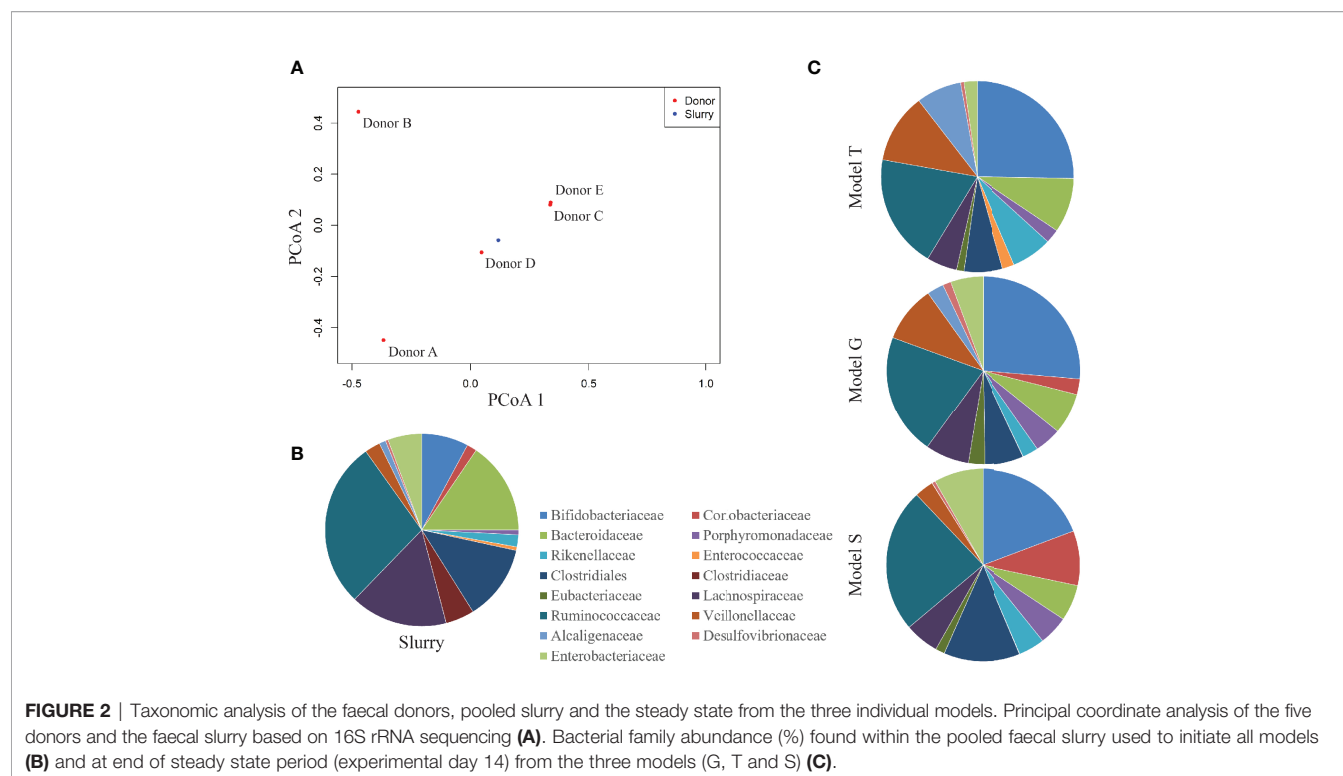 A
Donor
Slurry
Donor B
Donor E
Donor C
Donor D
Donor A
0.4
0.2
0.0
-0.2
-0.4
PCoA 2
-0.5
0.0
0.5
1.0
PCoA 1
B
Slurry
Bifidobacteriaceae
Coriobacteriaceae
Bacteroidaceae
Porphyromonadaceae
Rikenellaceae
Enterococcaceae
Clostridiales
Clostridiaceae
Eubacteriaceae
Lachnospiraceae
Ruminococcaceae
Veillonellaceae
Alcaligenaceae
Desulfovibrionaceae
Enterobacteriaceae
C
Model T
Model G
Model S
FIGURE 2 | Taxonomic analysis of the faecal donors, pooled slurry and the steady state from the three individual models. Principal coordinate analysis of the five
donors and the faecal slurry based on 16S rRNA sequencing (A). Bacterial family abundance (%) found within the pooled faecal slurry used to initiate all models
(B) and at end of steady state period (experimental day 14) from the three models (G, T and S) (C).